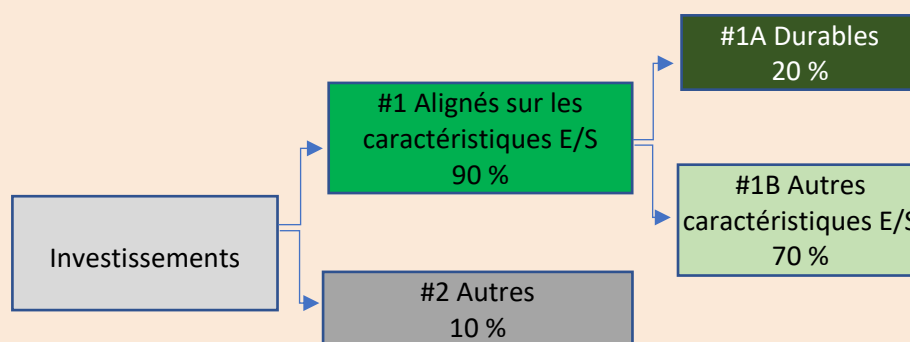 #1A Durables
20 %
#1 Alignés sur les
caractéristiques E/S
90 %
#1B Autres
caractéristiques E/S
70 %
Investissements
#2 Autres
10 %